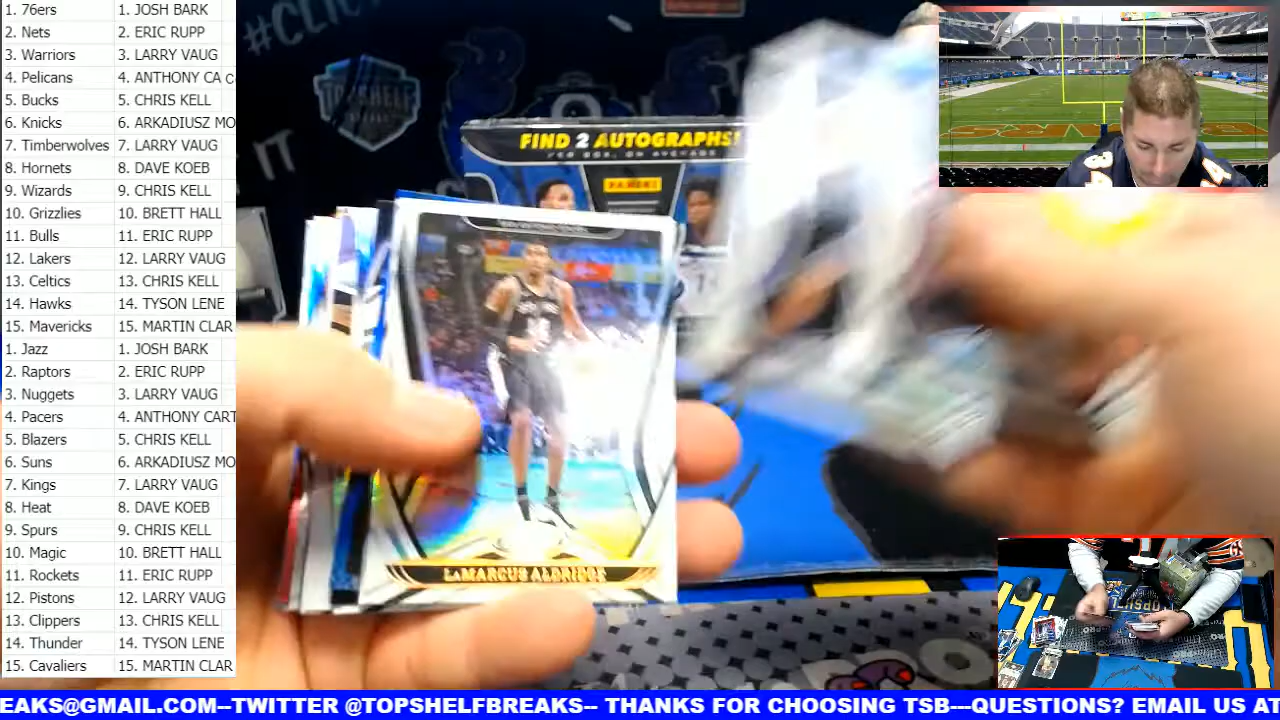 1. 76ers 1. JOSH BARK
2. Nets 2. ERIC RUPP
3. Warriors 3. LARRY VAUG
4. Pelicans 4. ANTHONY CA
5. Bucks 5. CHRIS KELL
6. Knicks 6. ARKADIUSZ MO
7. Timberwolves 7. LARRY VAUG
8. Hornets 8. DAVE KOEB
9. Wizards 9. CHRIS KELL
10. Grizzlies 10. BRETT HALL
11. Bulls 11. ERIC RUPP
12. Lakers 12. LARRY VAUG
13. Celtics 13. CHRIS KELL
14. Hawks 14. TYSON LENE
15. Mavericks 15. MARTIN CLAR
1. Jazz 1. JOSH BARK
2. Raptors 2. ERIC RUPP
3. Nuggets 3. LARRY VAUG
4. Pacers 4. ANTHONY CART
5. Blazers 5. CHRIS KELL
6. Suns 6. ARKADIUSZ MO
7. Kings 7. LARRY VAUG
8. Heat 8. DAVE KOEB
9. Spurs 9. CHRIS KELL
10. Magic 10. BRETT HALL
11. Rockets 11. ERIC RUPP
12. Pistons 12. LARRY VAUG
13. Clippers 13. CHRIS KELL
14. Thunder 14. TYSON LENE
15. Cavaliers 15. MARTIN CLAR
TOPSHELF
IT
FIND 2 AUTOGRAPHS!
PER BOX, ON AVERAGE
PANINI
LaMARCUS ALDRIDGE
34
EAKS@GMAIL.COM--TWITTER @TOPSHELFBREAKS-- THANKS FOR CHOOSING TSB---QUESTIONS? EMAIL US AT